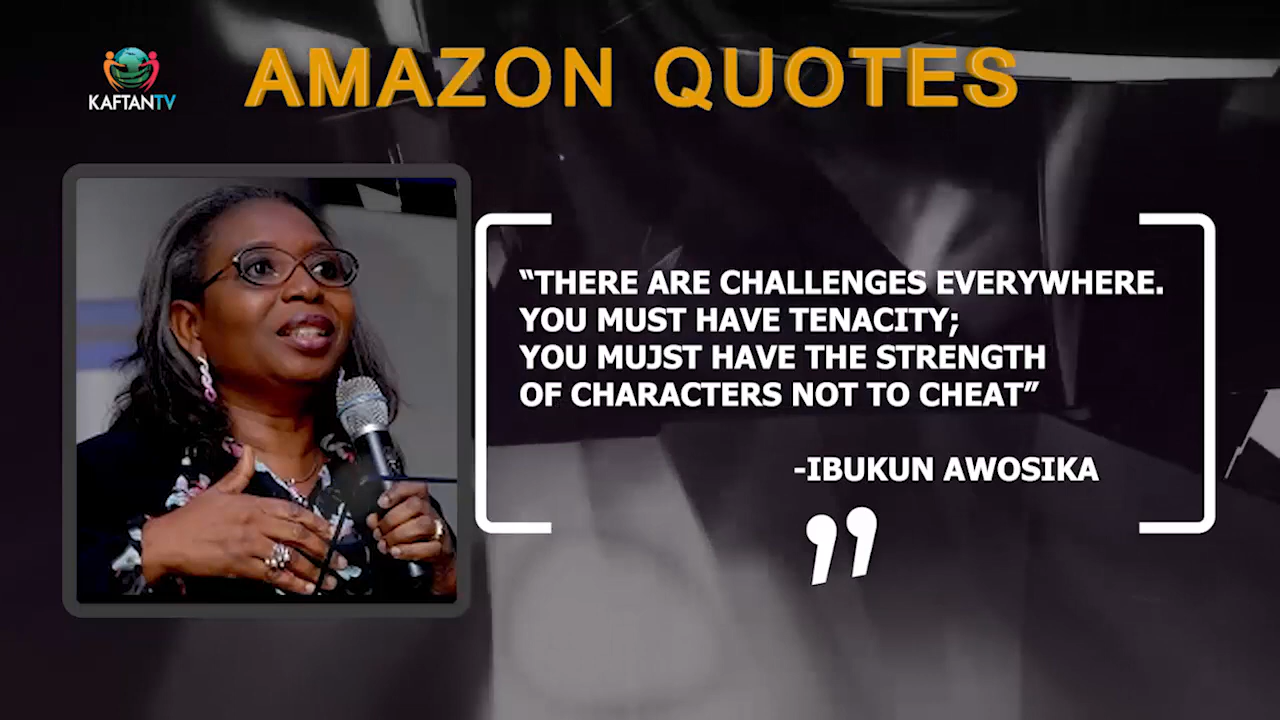 KAFTANTV
AMAZON QUOTES
“THERE ARE CHALLENGES EVERYWHERE.
YOU MUST HAVE TENACITY;
YOU MUJST HAVE THE STRENGTH
OF CHARACTERS NOT TO CHEAT”
-IBUKUN AWOSIKA
”